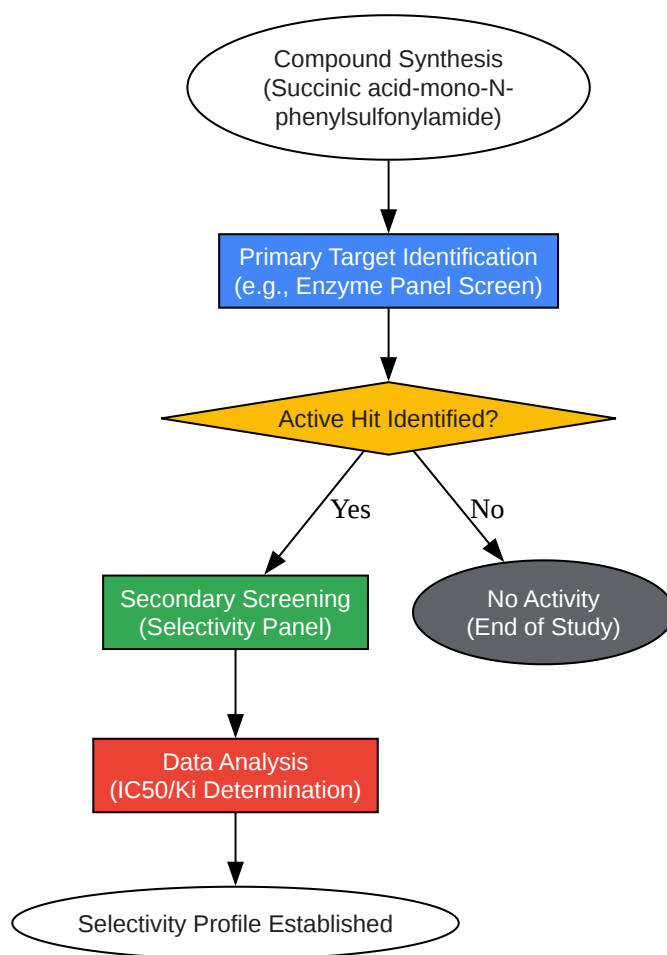 Compound Synthesis
(Succinic acid-mono-N-
phenylsulfonylamide)
Primary Target Identification
(e.g., Enzyme Panel Screen)
Active Hit Identified?
Yes
No
Secondary Screening
(Selectivity Panel)
No Activity
(End of Study)
Data Analysis
(IC50/Ki Determination)
Selectivity Profile Established